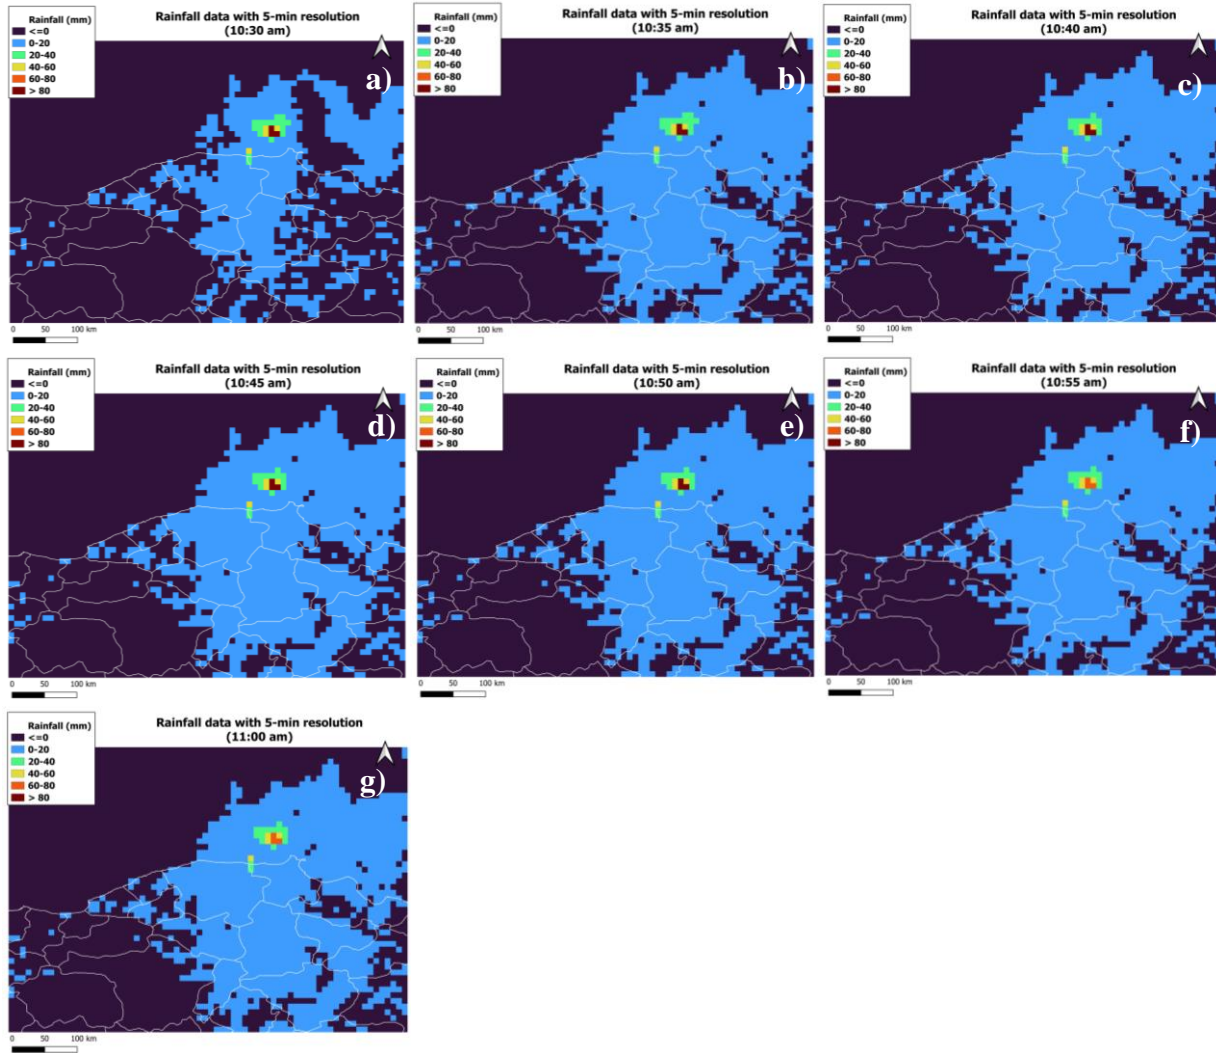 Rainfall (mm)
<=0
0-20
20-40
40-60
60-80
> 80
Rainfall data with 5-min resolution
(10:30 am)
a)
0 50 100 km
Rainfall (mm)
<=0
0-20
20-40
40-60
60-80
> 80
Rainfall data with 5-min resolution
(10:35 am)
b)
0 50 100 km
Rainfall (mm)
<=0
0-20
20-40
40-60
60-80
> 80
Rainfall data with 5-min resolution
(10:40 am)
c)
0 50 100 km
Rainfall (mm)
<=0
0-20
20-40
40-60
60-80
> 80
Rainfall data with 5-min resolution
(10:45 am)
d)
0 50 100 km
Rainfall (mm)
<=0
0-20
20-40
40-60
60-80
> 80
Rainfall data with 5-min resolution
(10:50 am)
e)
0 50 100 km
Rainfall (mm)
<=0
0-20
20-40
40-60
60-80
> 80
Rainfall data with 5-min resolution
(10:55 am)
f)
0 50 100 km
Rainfall (mm)
<=0
0-20
20-40
40-60
60-80
> 80
Rainfall data with 5-min resolution
(11:00 am)
g)
0 50 100 km